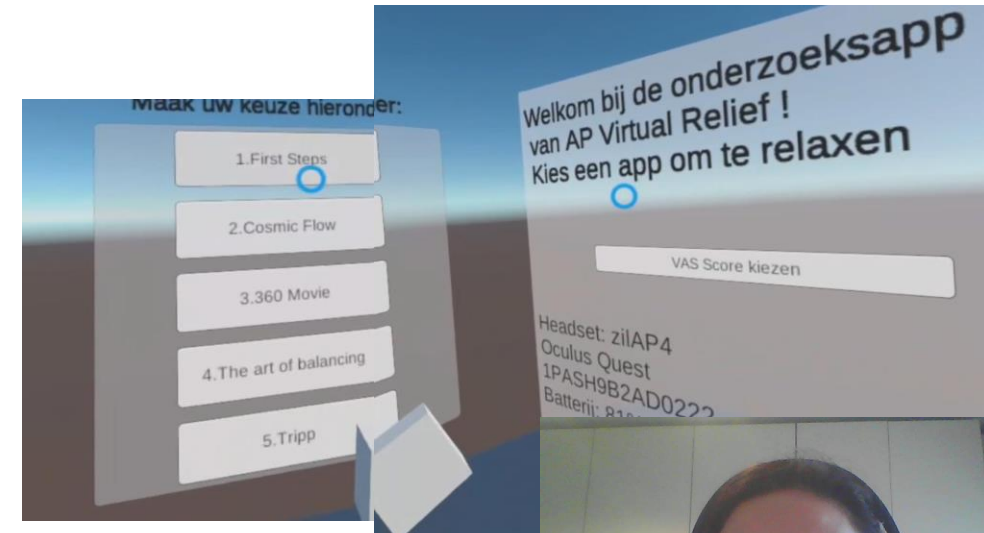 Maak uw keuze hieronder:
1.First Steps
2.Cosmic Flow
3.360 Movie
4.The art of balancing
5.Tripp
Welkom bij de onderzoeksapp
van AP Virtual Relief !
Kies een app om te relaxen
VAS Score kiezen
Headset: zilAP4
Oculus Quest
1PASH9B2AD0222
Batterij: